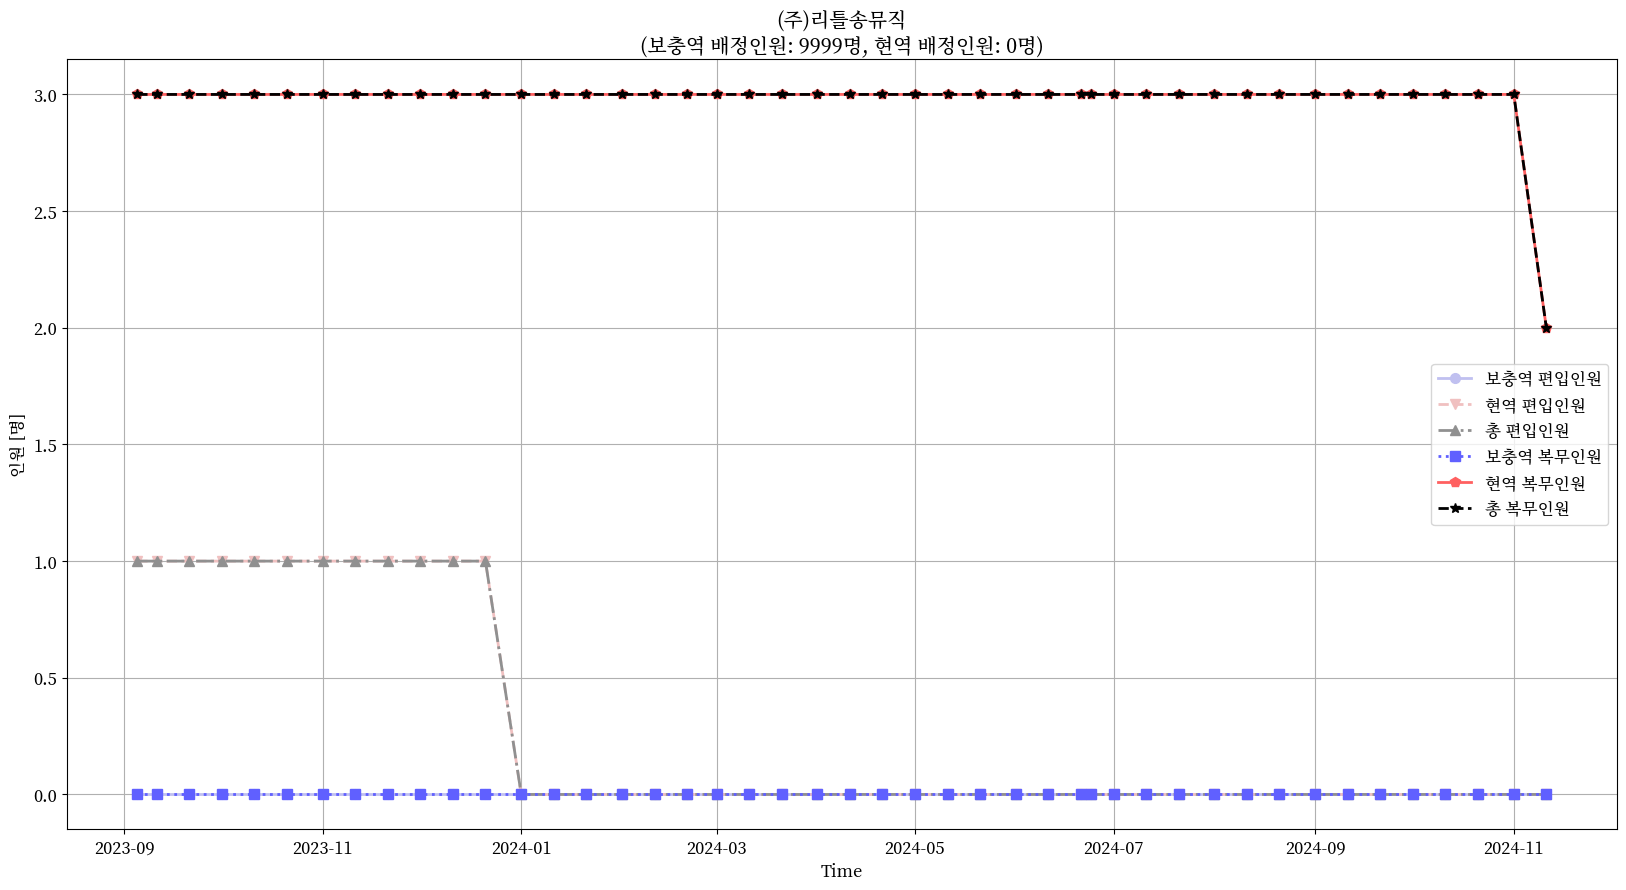 (주)리틀송뮤직
(보충역 배정인원: 9999명, 현역 배정인원: 0명)
3.0
2.5
2.0
1.5
1.0
0.5
0.0
인원 [명]
보충역 편입인원
현역 편입인원
총 편입인원
보충역 복무인원
현역 복무인원
총 복무인원
2023-09
2023-11
2024-01
2024-03
2024-05
2024-07
2024-09
2024-11
Time